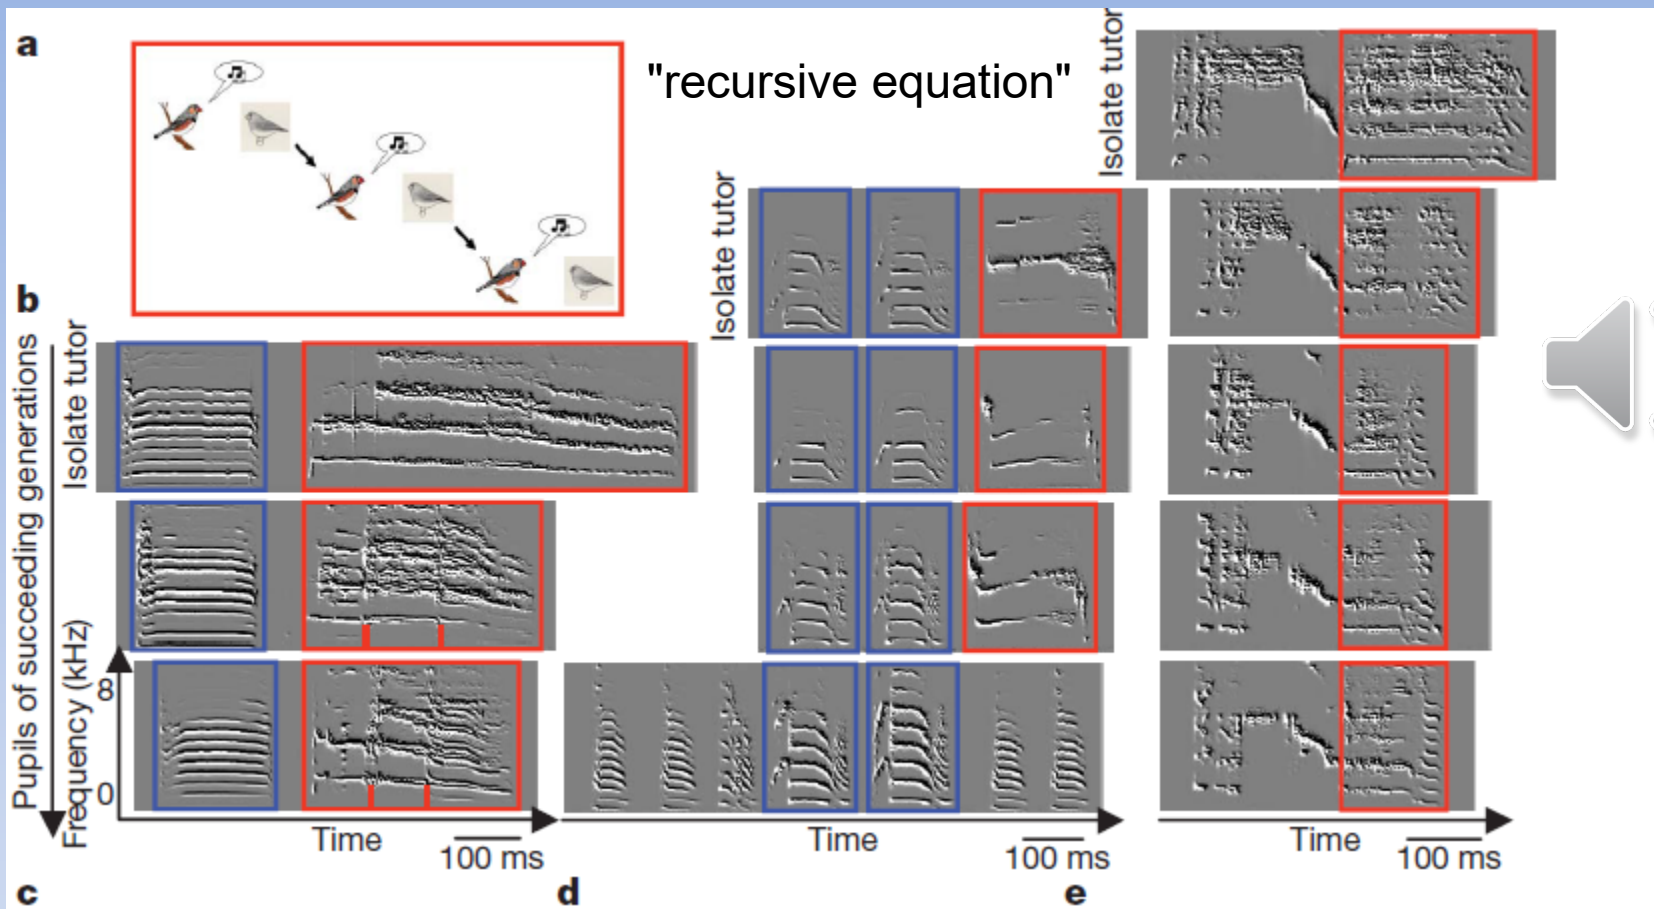 a
"recursive equation"
Isolate tutor
Isolate tutor
b
Isolate tutor
Pupils of succeeding generations
Frequency (kHz)
8
0
Time
100 ms
Time
100 ms
Time
100 ms
c
d
e